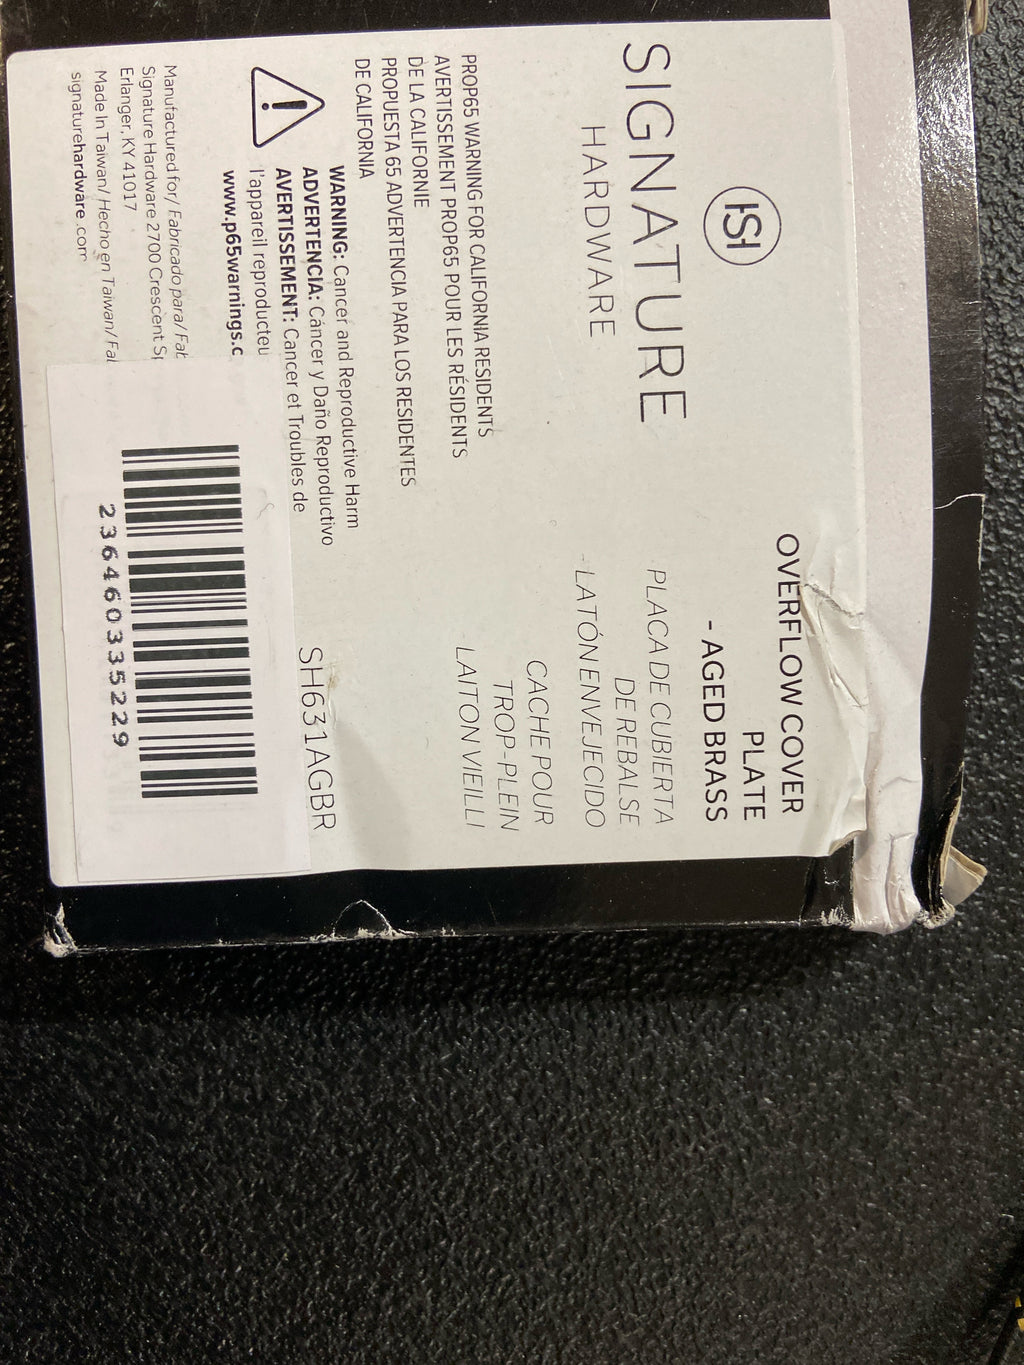 SH
SIGNATURE
HARDWARE
OVERFLOW COVER
PLATE
- AGED BRASS
PLACA DE CUBIERTA
DE REBALSE
- LATÓN ENVEJECIDO
CACHE POUR
TROP-PLEIN
- LAITON VIEILLI
PROP65 WARNING FOR CALIFORNIA RESIDENTS
AVERTISSEMENT PROP65 POUR LES RÉSIDENTS
DE LA CALIFORNIE
PROPUESTA 65 ADVERTENCIA PARA LOS RESIDENTES
DE CALIFORNIA
WARNING: Cancer and Reproductive Harm
ADVERTENCIA: Cáncer y Daño Reproductivo
AVERTISSEMENT: Cancer et Troubles de
l'appareil reproducteu
www.p65warnings.c
SH631AGBR
Manufactured for/ Fabricado para/ Fab
Signature Hardware 2700 Crescent Sp
Erlanger, KY 41017
Made In Taiwan/ Hecho en Taiwan/ Fab
signaturehardware.com
236460335229